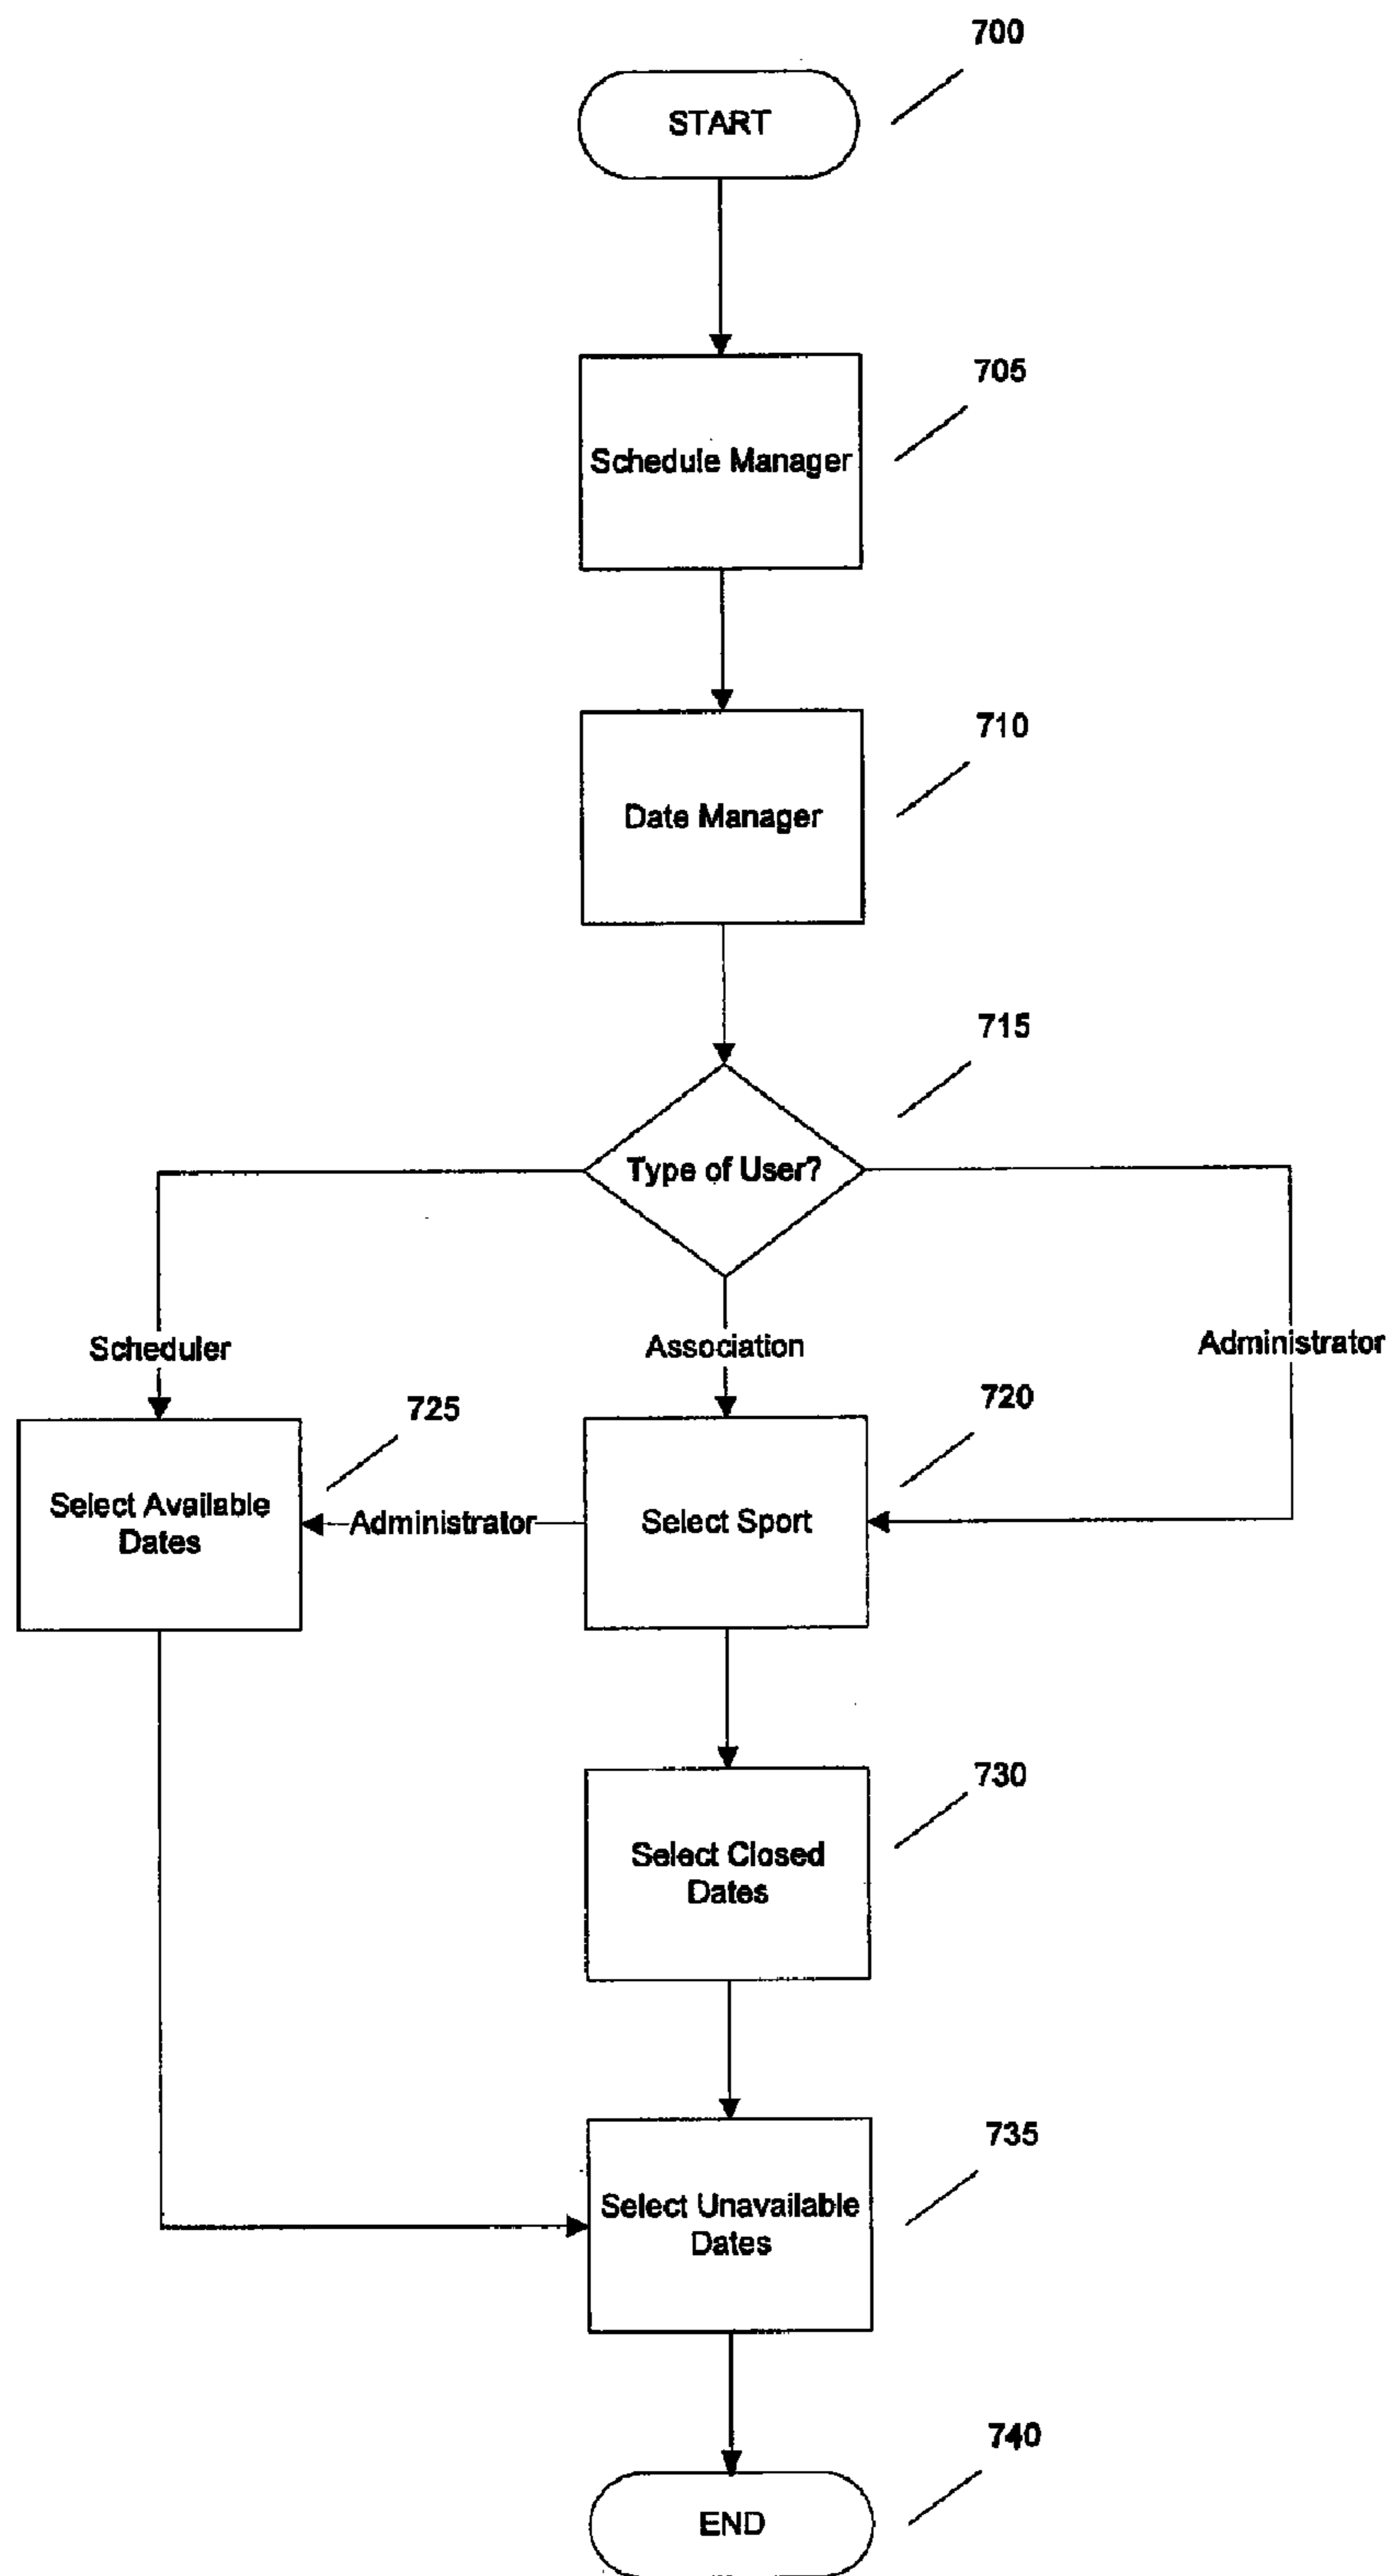 700
START
705
Schedule Manager
710
Date Manager
715
Type of User?
Scheduler
Association
Administrator
725
720
Select Available
Dates
Administrator
Select Sport
730
Select Closed
Dates
735
Select Unavailable
Dates
740
END